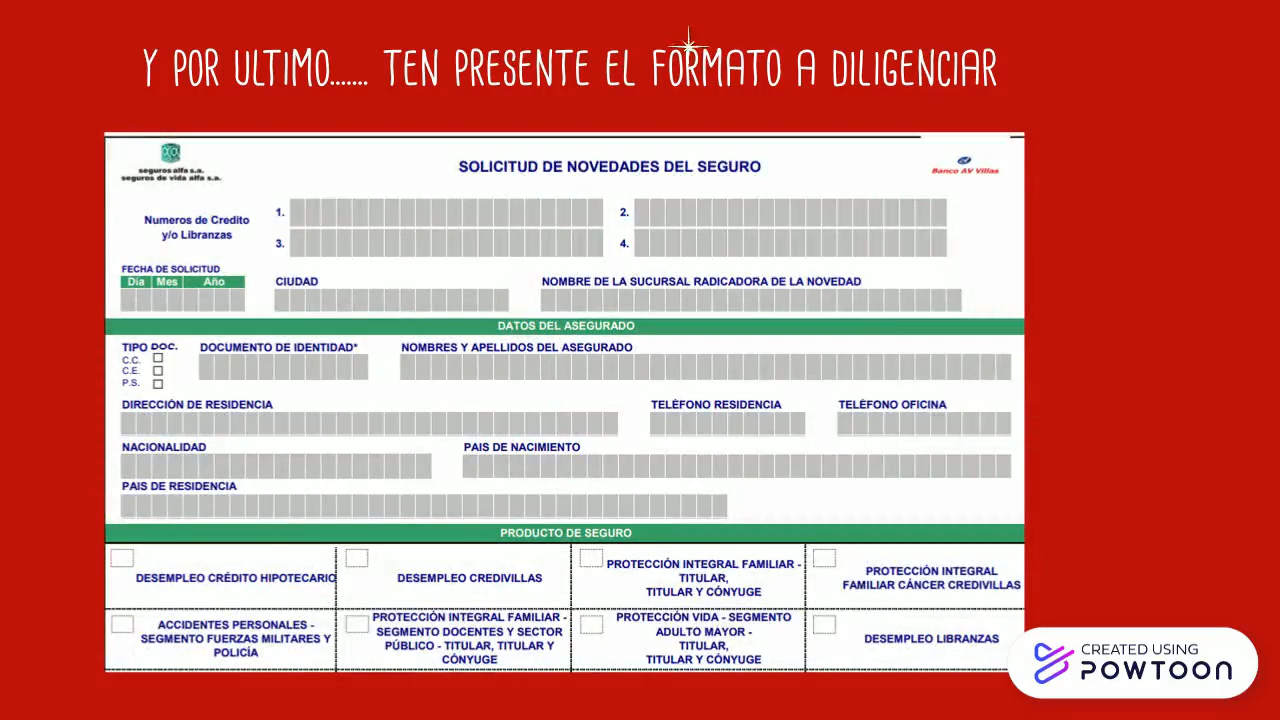 Y POR ULTIMO....... TEN PRESENTE EL FORMATO A DILIGENCIAR
seguros alfa s.a.
seguros de vida alfa s.a.
SOLICITUD DE NOVEDADES DEL SEGURO
Banco AV Villas
Numeros de Credito
y/o Libranzas
1.
2.
3.
4.
FECHA DE SOLICITUD
Día Mes Año
CIUDAD
NOMBRE DE LA SUCURSAL RADICADORA DE LA NOVEDAD
DATOS DEL ASEGURADO
TIPO DOC.
C.C.
C.E.
P.S.
DOCUMENTO DE IDENTIDAD*
NOMBRES Y APELLIDOS DEL ASEGURADO
DIRECCIÓN DE RESIDENCIA
TELÉFONO RESIDENCIA
TELÉFONO OFICINA
NACIONALIDAD
PAIS DE NACIMIENTO
PAIS DE RESIDENCIA
PRODUCTO DE SEGURO
DESEMPLEO CRÉDITO HIPOTECARIO
DESEMPLEO CREDIVILLAS
PROTECCIÓN INTEGRAL FAMILIAR -
TITULAR,
TITULAR Y CÓNYUGE
PROTECCIÓN INTEGRAL
FAMILIAR CÁNCER CREDIVILLAS
ACCIDENTES PERSONALES -
SEGMENTO FUERZAS MILITARES Y
POLICÍA
PROTECCIÓN INTEGRAL FAMILIAR -
SEGMENTO DOCENTES Y SECTOR
PÚBLICO - TITULAR, TITULAR Y
CÓNYUGE
PROTECCIÓN VIDA - SEGMENTO
ADULTO MAYOR -
TITULAR,
TITULAR Y CÓNYUGE
DESEMPLEO LIBRANZAS
CREATED USING
POWTOON